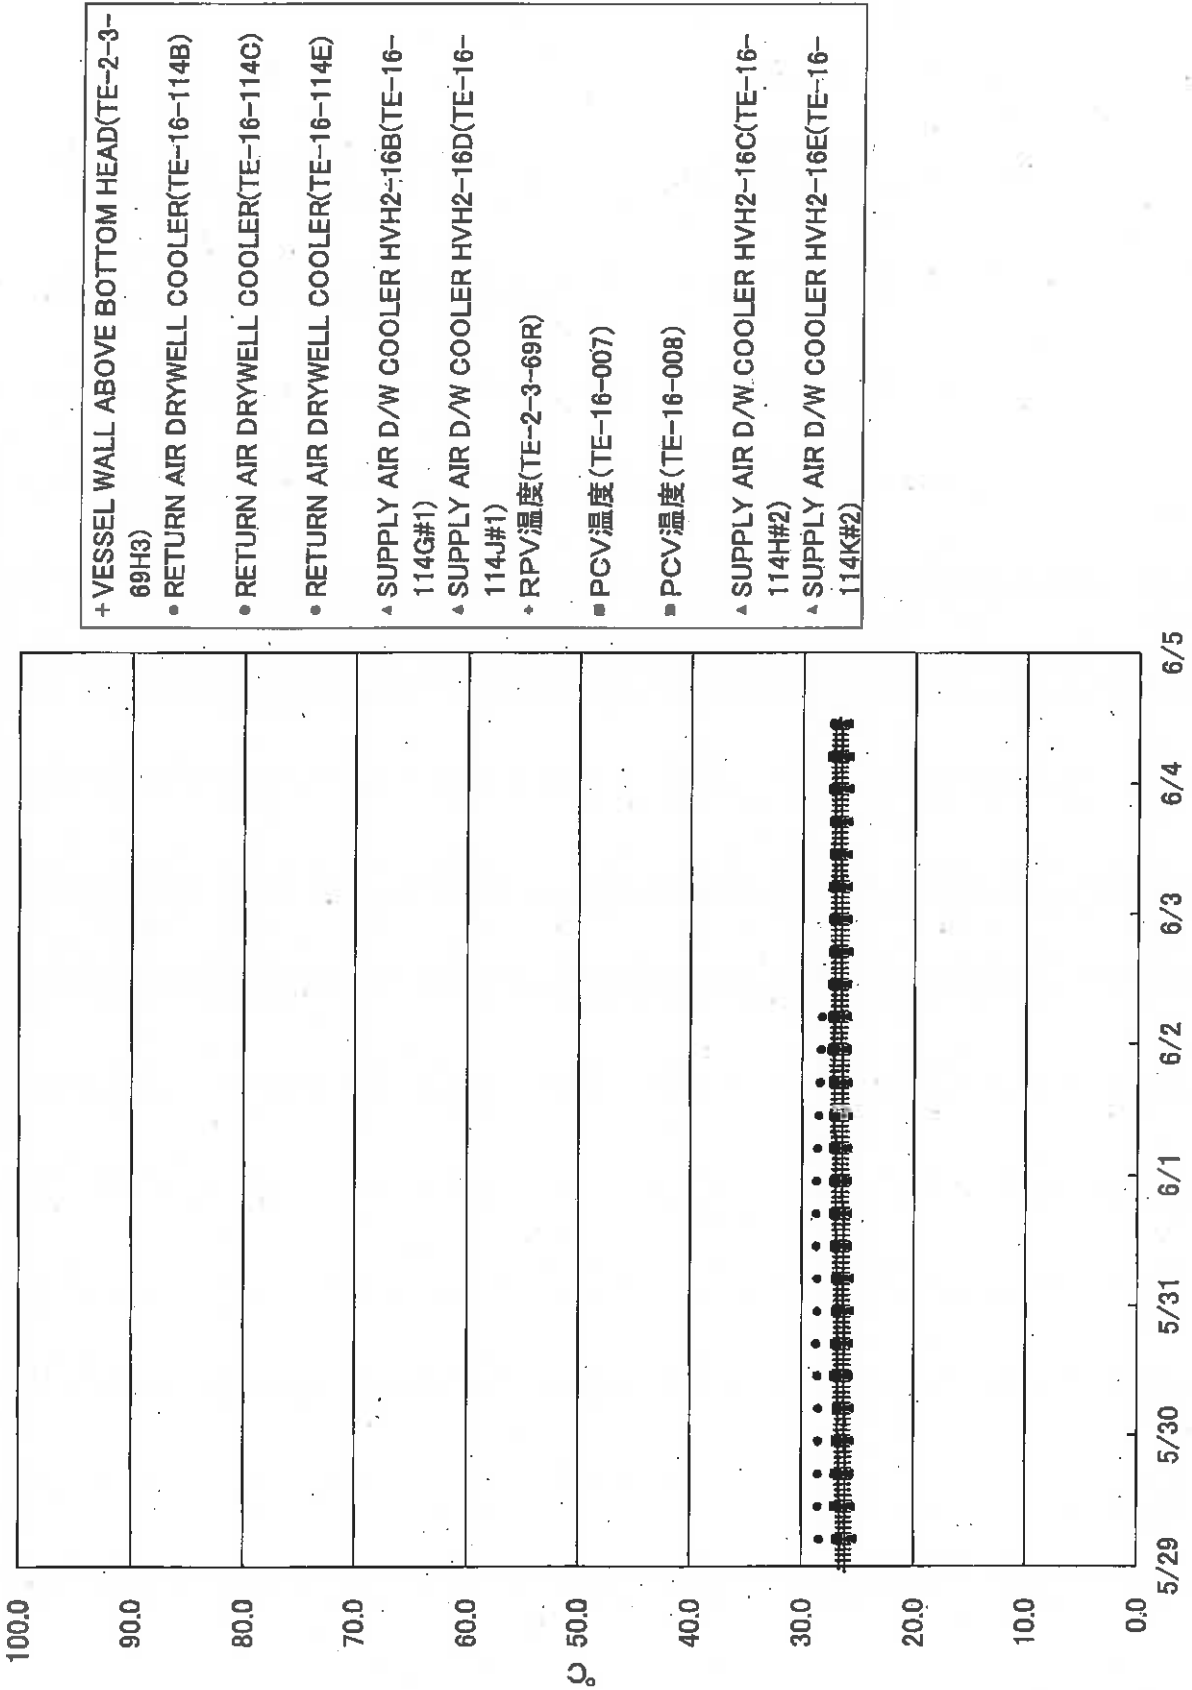 100.0
90.0
80.0
70.0
60.0
50.0
40.0
30.0
20.0
10.0
0.0
℃
5/29
5/30
5/31
6/1
6/2
6/3
6/4
6/5
+ VESSEL WALL ABOVE BOTTOM HEAD(TE-2-3-
69H3)
● RETURN AIR DRYWELL COOLER(TE-16-114B)
● RETURN AIR DRYWELL COOLER(TE-16-114C)
● RETURN AIR DRYWELL COOLER(TE-16-114E)
▲ SUPPLY AIR D/W COOLER HVH2-16B(TE-16-
114G#1)
▲ SUPPLY AIR D/W COOLER HVH2-16D(TE-16-
114J#1)
◆ RPV温度(TE-2-3-69R)
■ PCV温度(TE-16-007)
■ PCV温度(TE-16-008)
▲ SUPPLY AIR D/W COOLER HVH2-16C(TE-16-
114H#2)
▲ SUPPLY AIR D/W COOLER HVH2-16E(TE-16-
114K#2)